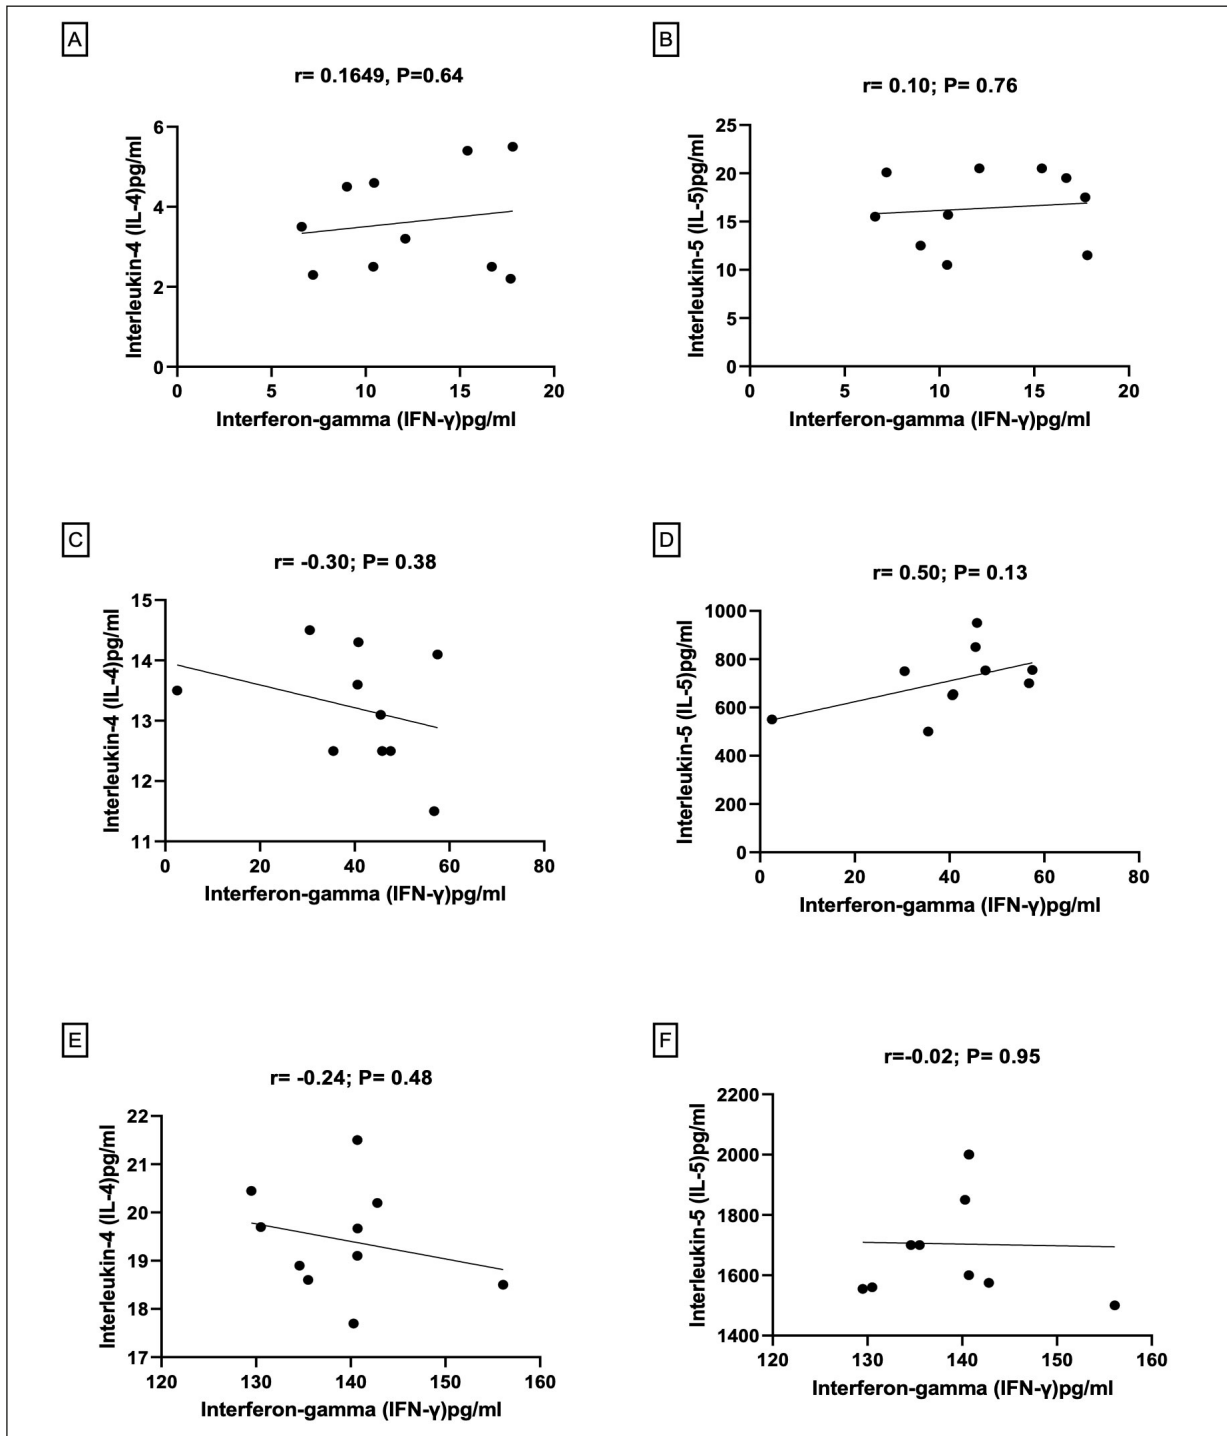 A
r= 0.1649, P=0.64
Interleukin-4 (IL-4)pg/ml
6
4
2
0
0 5 10 15 20
Interferon-gamma (IFN-γ)pg/ml
B
r= 0.10; P= 0.76
Interleukin-5 (IL-5)pg/ml
25
20
15
10
5
0
0 5 10 15 20
Interferon-gamma (IFN-γ)pg/ml
C
r= -0.30; P= 0.38
Interleukin-4 (IL-4)pg/ml
15
14
13
12
11
0 20 40 60 80
Interferon-gamma (IFN-γ)pg/ml
D
r= 0.50; P= 0.13
Interleukin-5 (IL-5)pg/ml
1000
800
600
400
200
0
0 20 40 60 80
Interferon-gamma (IFN-γ)pg/ml
E
r= -0.24; P= 0.48
Interleukin-4 (IL-4)pg/ml
22
21
20
19
18
17
120 130 140 150 160
Interferon-gamma (IFN-γ)pg/ml
F
r=-0.02; P= 0.95
Interleukin-5 (IL-5)pg/ml
2200
2000
1800
1600
1400
120 130 140 150 160
Interferon-gamma (IFN-γ)pg/ml